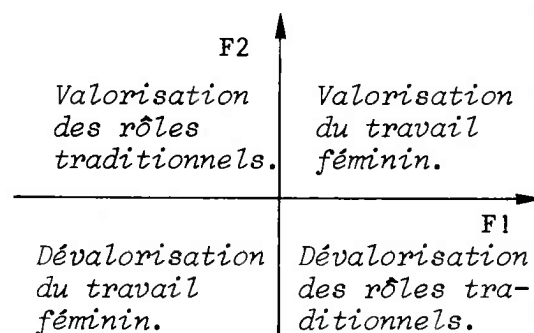 F2
Valorisation
des rôles
traditionnels.
Valorisation
du travail
féminin.
F1
Dévalorisation
du travail
féminin.
Dévalorisation
des rôles tra-
ditionnels.